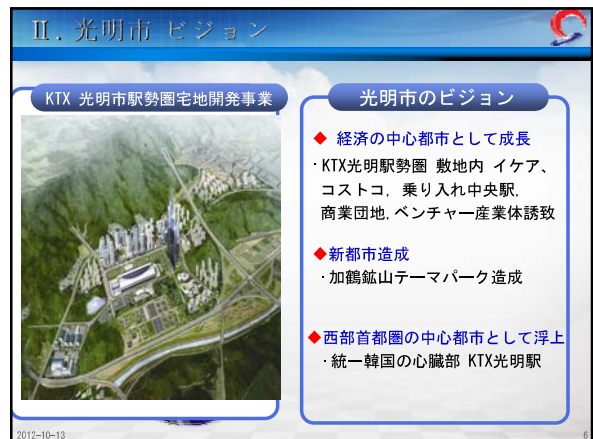 Ⅱ. 光明市 ビジョン
KTX 光明市駅勢圏宅地開発事業
光明市のビジョン
◆ 経済の中心都市として成長
·KTX光明駅勢圏 敷地内 イケア、
コストコ, 乗り入れ中央駅,
商業団地,ベンチャー産業体誘致
◆新都市造成
·加鶴鉱山テーマパーク造成
◆西部首都圏の中心都市として浮上
·統一韓国の心臓部 KTX光明駅
2012-10-13
6